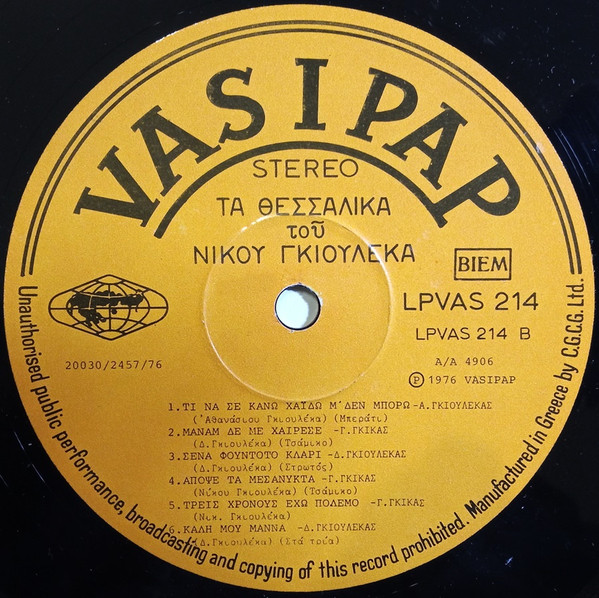 VASIPAP
STEREO
ΤΑ ΘΕΣΣΑΛΙΚΑ
τοῦ
ΝΙΚΟΥ ΓΚΙΟΥΛΕΚΑ
BIEM
LPVAS 214
LPVAS 214 B
20030/2457/76
A/A 4906
Ⓟ 1976 VASIPAP
1.ΤΙ ΝΑ ΣΕ ΚΑΝΩ ΧΑΪΔΩ Μ'ΔΕΝ ΜΠΟΡΩ-Α.ΓΚΙΟΥΛΕΚΑΣ
('Αθανάσιου Γκιουλέκα) (Μπεράτι)
2.ΜΑΝΑΜ ΔΕ ΜΕ ΧΑΙΡΕΣΕ -Γ.ΓΚΙΚΑΣ
(Δ.Γκιουλέκα) (Τσάμικο)
3.ΣΕΝΑ ΦΟΥΝΤΟΤΟ ΚΛΑΡΙ -Δ.ΓΚΙΟΥΛΕΚΑΣ
(Δ.Γκιουλέκα) (Στρωτός)
4.ΑΠΟΨΕ ΤΑ ΜΕΣΑΝΥΚΤΑ -Γ.ΓΚΙΚΑΣ
(Νίκου Γκιουλέκα) (Τσάμικο)
5.ΤΡΕΙΣ ΧΡΟΝΟΥΣ ΕΧΩ ΠΟΛΕΜΟ -Γ.ΓΚΙΚΑΣ
(Νικ. Γκιουλέκα)
6.ΚΑΛΗ ΜΟΥ ΜΑΝΝΑ -Δ.ΓΚΙΟΥΛΕΚΑΣ
(Δ.Γκιουλέκα) (Στά τρία)
Unauthorised public performance, broadcasting and copying of this record prohibited. Manufactured in Greece by C.G.C.G. Ltd.